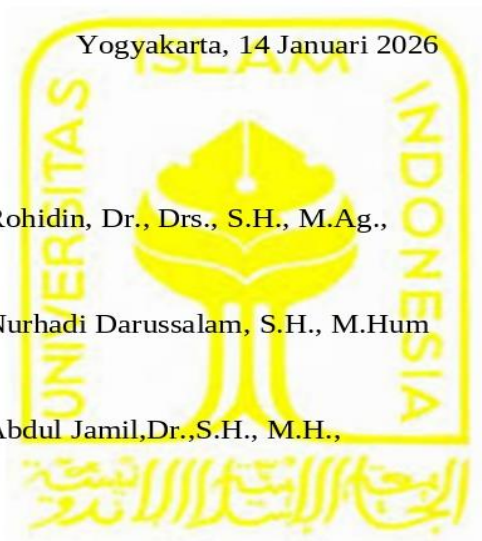 Yogyakarta, 14 Januari 2026
UNIVERSITAS
ISLAM
INDONESIA
Rohidin, Dr., Drs., S.H., M.Ag.,
Nurhadi Darussalam, S.H., M.Hum
Abdul Jamil,Dr.,S.H., M.H.,